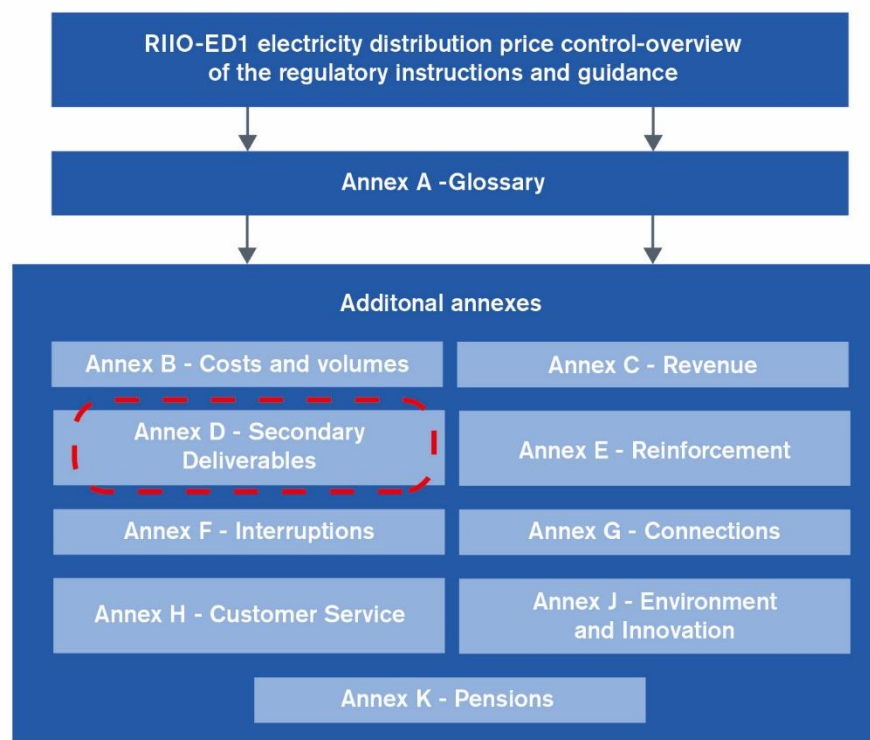 RIIO-ED1 electricity distribution price control-overview
of the regulatory instructions and guidance
Annex A -Glossary
Additonal annexes
Annex B - Costs and volumes
Annex C - Revenue
Annex D - Secondary
Deliverables
Annex E - Reinforcement
Annex F - Interruptions
Annex G - Connections
Annex H - Customer Service
Annex J - Environment
and Innovation
Annex K - Pensions